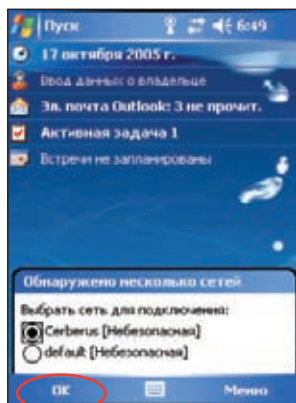 Пуск 6:49
17 октября 2005 г.
Ввод данных о владельце
Эл. почта Outlook: 3 не прочит.
Активная задача 1
Встречи не запланированы
Обнаружено несколько сетей
Выбрать сеть для подключения:
Cerberus [Небезопасная]
default [Небезопасная]
ОК Меню